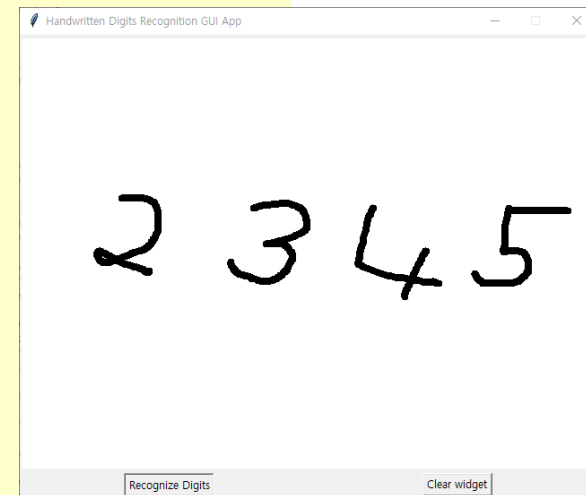 Handwritten Digits Recognition GUI App
2 3 4 5
Recognize Digits Clear widget